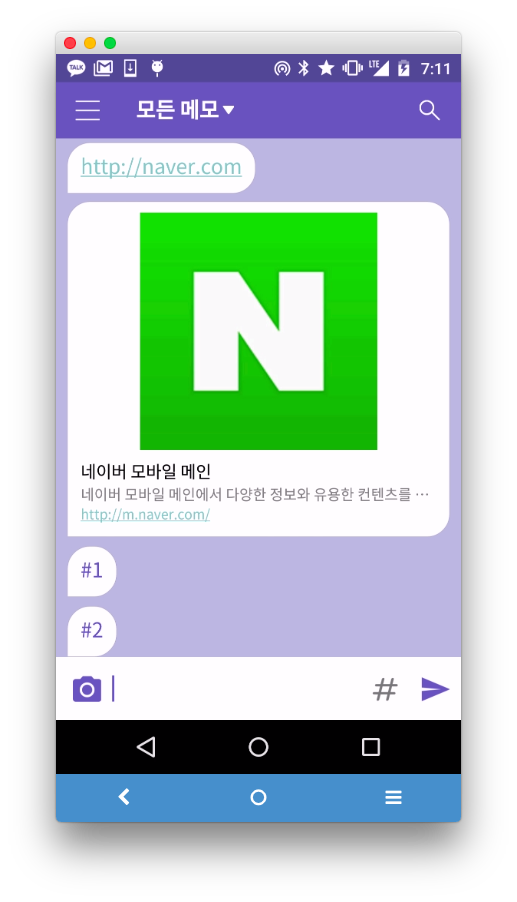 TALK
LTE
7:11
모든 메모
http://naver.com
N
네이버 모바일 메인
네이버 모바일 메인에서 다양한 정보와 유용한 컨텐츠를 …
http://m.naver.com/
#1
#2
#